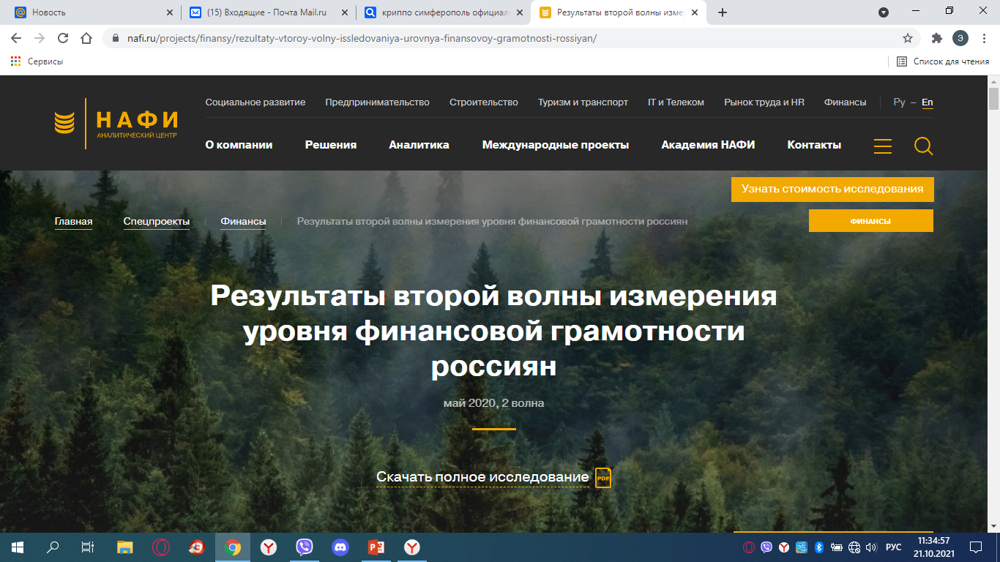 Новость
(15) Входящие - Почта Mail.ru
криппо симферополь официал
Результаты второй волны изме
nafi.ru/projects/finansy/rezultaty-vtoroy-volny-issledovaniya-urovnya-finansovoy-gramotnosti-rossiyan/
Э
Сервисы
Список для чтения
НАФИ
АНАЛИТИЧЕСКИЙ ЦЕНТР
Социальное развитие Предпринимательство Строительство Туризм и транспорт IT и Телеком Рынок труда и HR Финансы Ру – En
О компании Решения Аналитика Международные проекты Академия НАФИ Контакты
Узнать стоимость исследования
Главная Спецпроекты Финансы Результаты второй волны измерения уровня финансовой грамотности россиян
ФИНАНСЫ
Результаты второй волны измерения
уровня финансовой грамотности
россиян
май 2020, 2 волна
Скачать полное исследование
PDF
РУС
11:34:57
21.10.2021